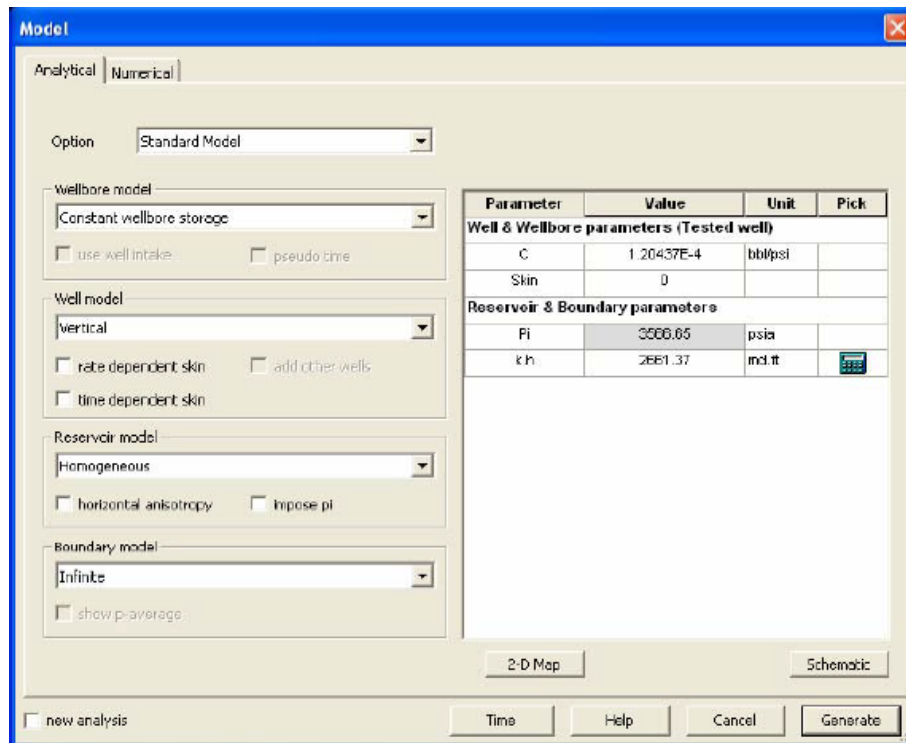 Model
Analytical Numerical
Option Standard Model
Wellbore model
Constant wellbore storage
use well intake pseudo time
Well model
Vertical
rate dependent skin add other wells
time dependent skin
Reservoir model
Homogeneous
horizontal anisotropy impose pi
Boundary model
Infinite
show p-average
Parameter Value Unit Pick
Well & Wellbore parameters (Tested well)
C 1.20437E-4 bbl/psi
Skin 0
Reservoir & Boundary parameters
Pi psia
k.h 2661.37 md.ft
2-D Map Schematic
new analysis Time Help Cancel Generate